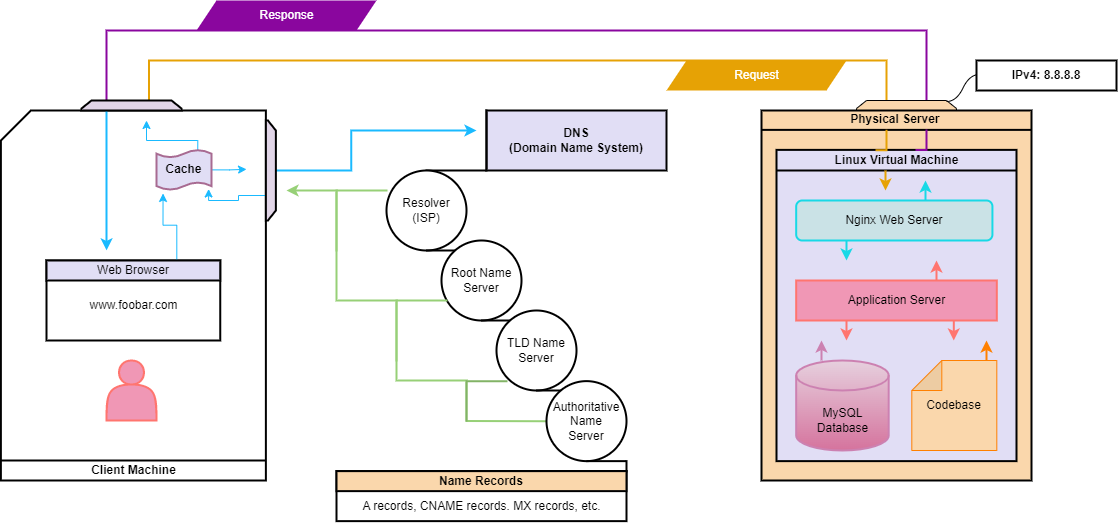 Response
Request
IPv4: 8.8.8.8
Physical Server
DNS
(Domain Name System)
Linux Virtual Machine
Cache
Resolver
(ISP)
Nginx Web Server
Web Browser
www.foobar.com
Root Name
Server
Application Server
TLD Name
Server
Authoritative
Name
Server
MySQL
Database
Codebase
Client Machine
Name Records
A records, CNAME records. MX records, etc.